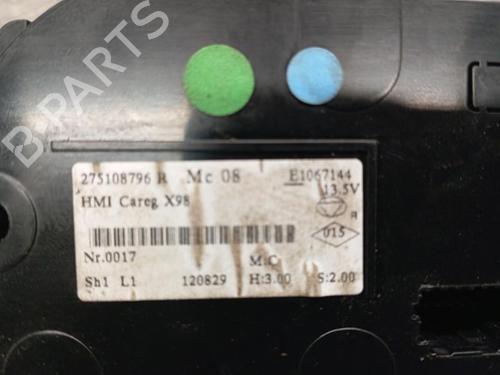 B-PARTS
275108796 R Mc 08 E1067144
13.5V
HMI Careg X98
R
015
Nr.0017 M.C
Sh1 L1 120829 H:3.00 S:2.00